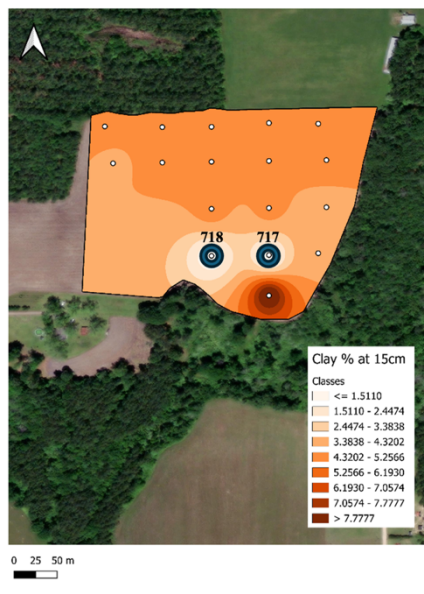 718 717
Clay % at 15cm
Classes
<= 1.5110
1.5110 - 2.4474
2.4474 - 3.3838
3.3838 - 4.3202
4.3202 - 5.2566
5.2566 - 6.1930
6.1930 - 7.0574
7.0574 - 7.7777
> 7.7777
0 25 50 m